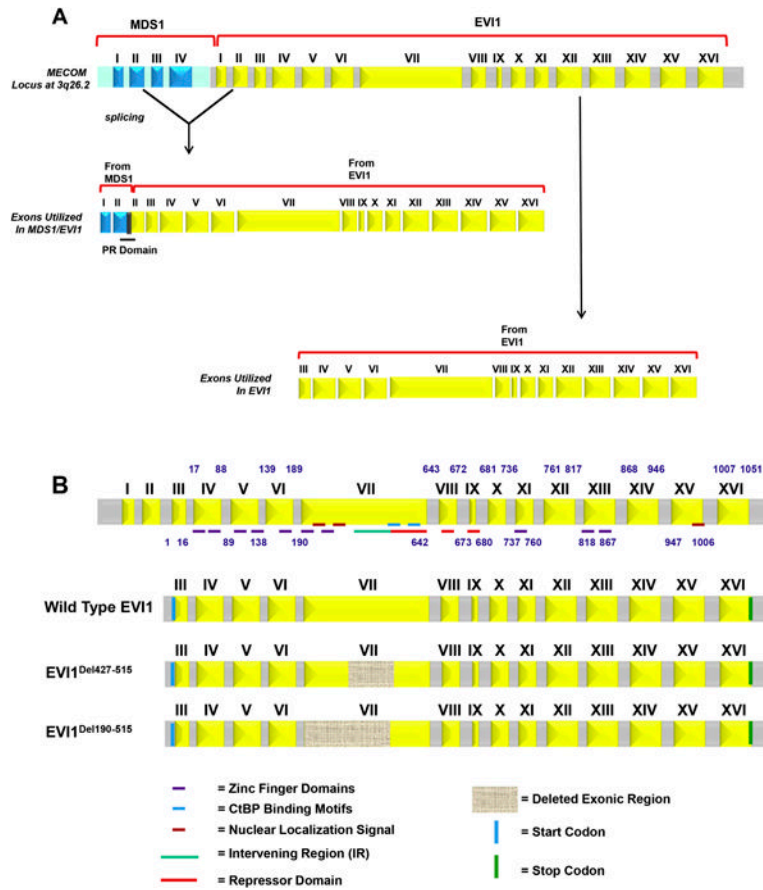 A
MDS1
EVI1
I II III IV I II III IV V VI VII VIII IX X XI XII XIII XIV XV XVI
MECOM
Locus at 3q26.2
splicing
From
MDS1
From
EVI1
I II II III IV V VI VII VIII IX X XI XII XIII XIV XV XVI
Exons Utilized
In MDS1/EVI1
PR Domain
From
EVI1
III IV V VI VII VIII IX X XI XII XIII XIV XV XVI
Exons Utilized
In EVI1
B
17 88 139 189 643 672 681 736 761 817 868 946 1007 1051
I II III IV V VI VII VIII IX X XI XII XIII XIV XV XVI
1 16 89 138 190 642 673 680 737 760 818 867 947 1006
III IV V VI VII VIII IX X XI XII XIII XIV XV XVI
Wild Type EVI1
III IV V VI VII VIII IX X XI XII XIII XIV XV XVI
EVI1Del427-515
III IV V VI VII VIII IX X XI XII XIII XIV XV XVI
EVI1Del190-515
= Zinc Finger Domains
= CtBP Binding Motifs
= Nuclear Localization Signal
= Intervening Region (IR)
= Repressor Domain
= Deleted Exonic Region
= Start Codon
= Stop Codon